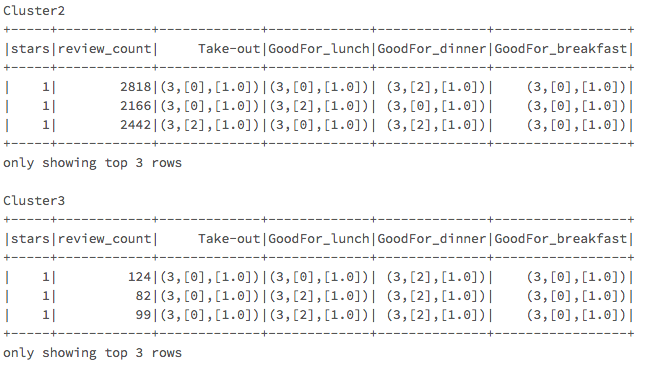 Cluster2
+-----+------------+-------------+-------------+--------------+-----------------+
|stars|review_count|     Take-out|GoodFor_lunch|GoodFor_dinner|GoodFor_breakfast|
+-----+------------+-------------+-------------+--------------+-----------------+
|    1|        2818|(3,[0],[1.0])|(3,[0],[1.0])| (3,[2],[1.0])|    (3,[0],[1.0])|
|    1|        2166|(3,[0],[1.0])|(3,[2],[1.0])| (3,[0],[1.0])|    (3,[0],[1.0])|
|    1|        2442|(3,[2],[1.0])|(3,[0],[1.0])| (3,[2],[1.0])|    (3,[0],[1.0])|
+-----+------------+-------------+-------------+--------------+-----------------+
only showing top 3 rows
Cluster3
+-----+------------+-------------+-------------+--------------+-----------------+
|stars|review_count|     Take-out|GoodFor_lunch|GoodFor_dinner|GoodFor_breakfast|
+-----+------------+-------------+-------------+--------------+-----------------+
|    1|         124|(3,[0],[1.0])|(3,[0],[1.0])| (3,[2],[1.0])|    (3,[0],[1.0])|
|    1|          82|(3,[0],[1.0])|(3,[2],[1.0])| (3,[2],[1.0])|    (3,[0],[1.0])|
|    1|          99|(3,[2],[1.0])|(3,[2],[1.0])| (3,[2],[1.0])|    (3,[0],[1.0])|
+-----+------------+-------------+-------------+--------------+-----------------+
only showing top 3 rows